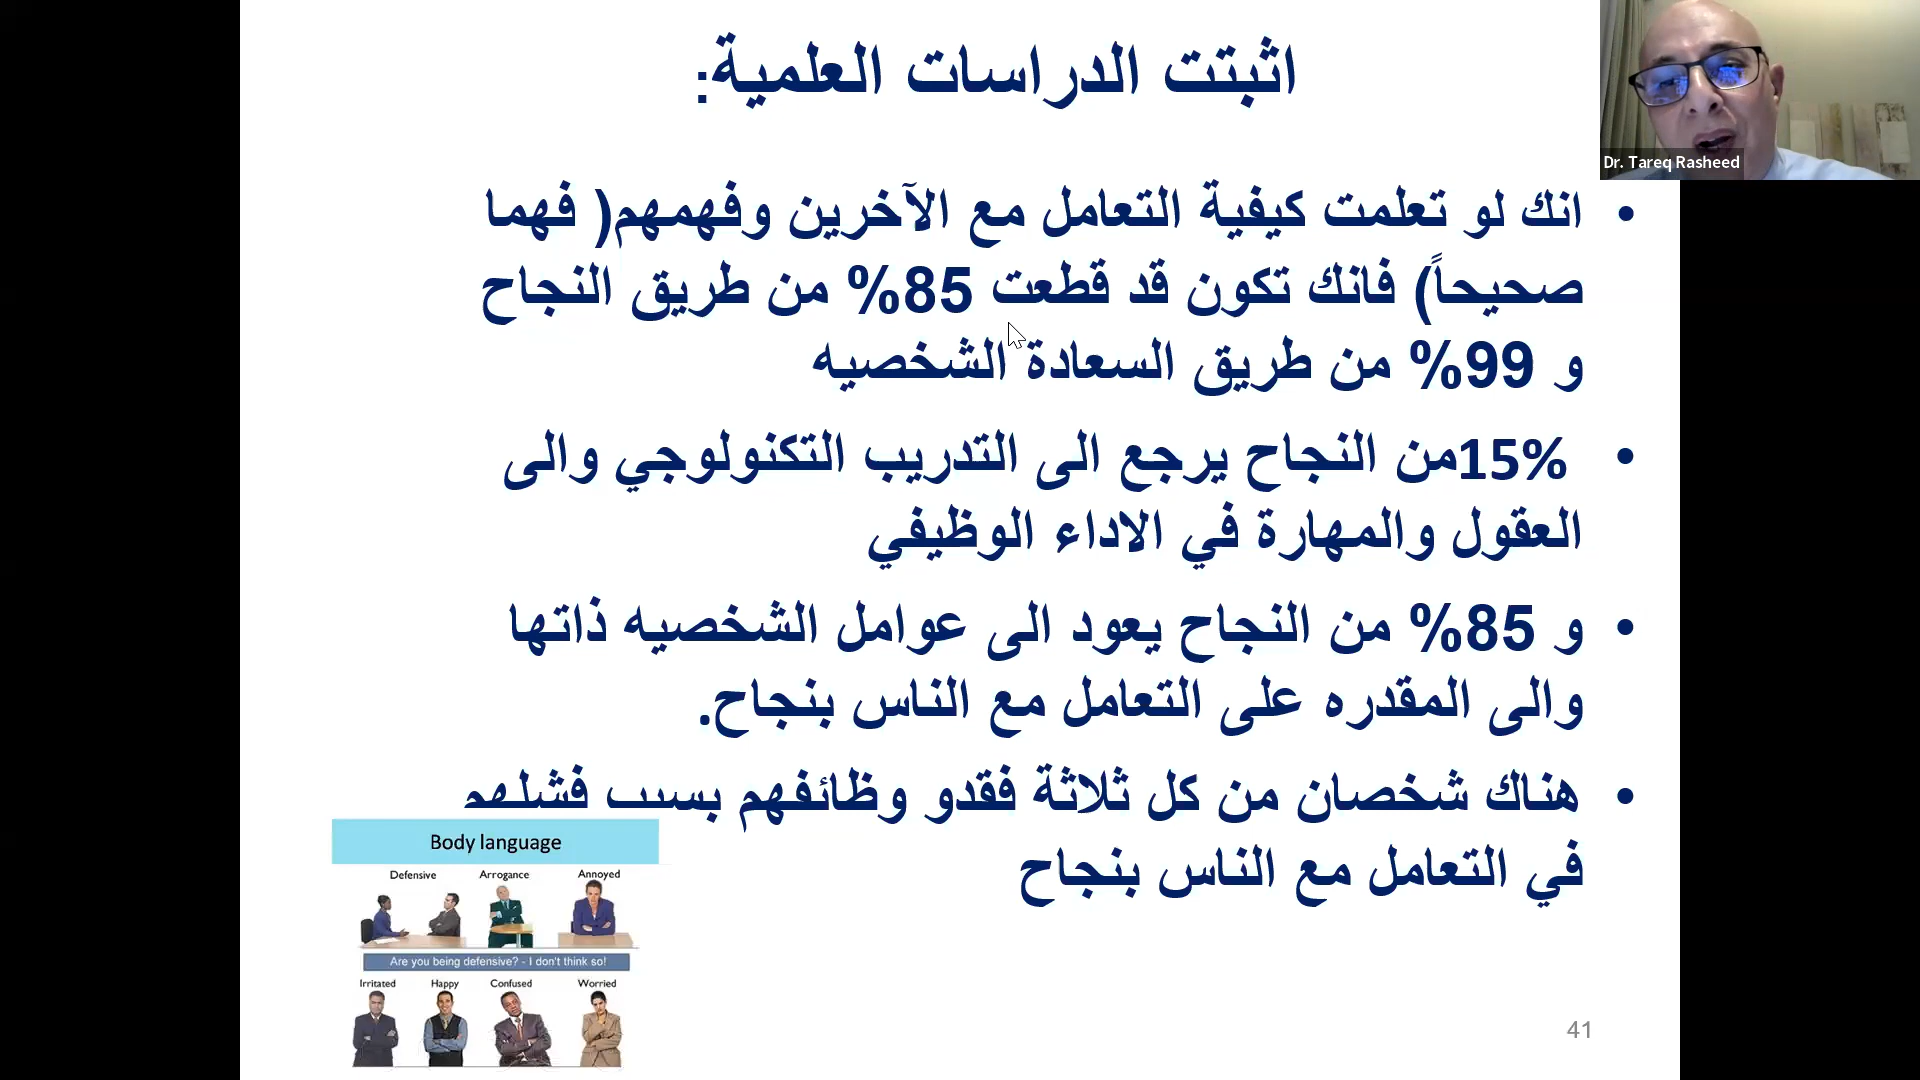 اثبتت الدراسات العلمية:
Dr. Tareq Rasheed
• انك لو تعلمت كيفية التعامل مع الآخرين وفهمهم( فهما
صحيحاً) فانك تكون قد قطعت 85% من طريق النجاح
و 99% من طريق السعادة الشخصيه
• 15%من النجاح يرجع الى التدريب التكنولوجي والى
العقول والمهارة في الاداء الوظيفي
• و 85% من النجاح يعود الى عوامل الشخصيه ذاتها
والى المقدره على التعامل مع الناس بنجاح.
• هناك شخصان من كل ثلاثة فقدو وظائفهم بسبب فشلهم
في التعامل مع الناس بنجاح
Body language
Defensive Arrogance Annoyed
Are you being defensive? - I don't think so!
Irritated Happy Confused Worried
41